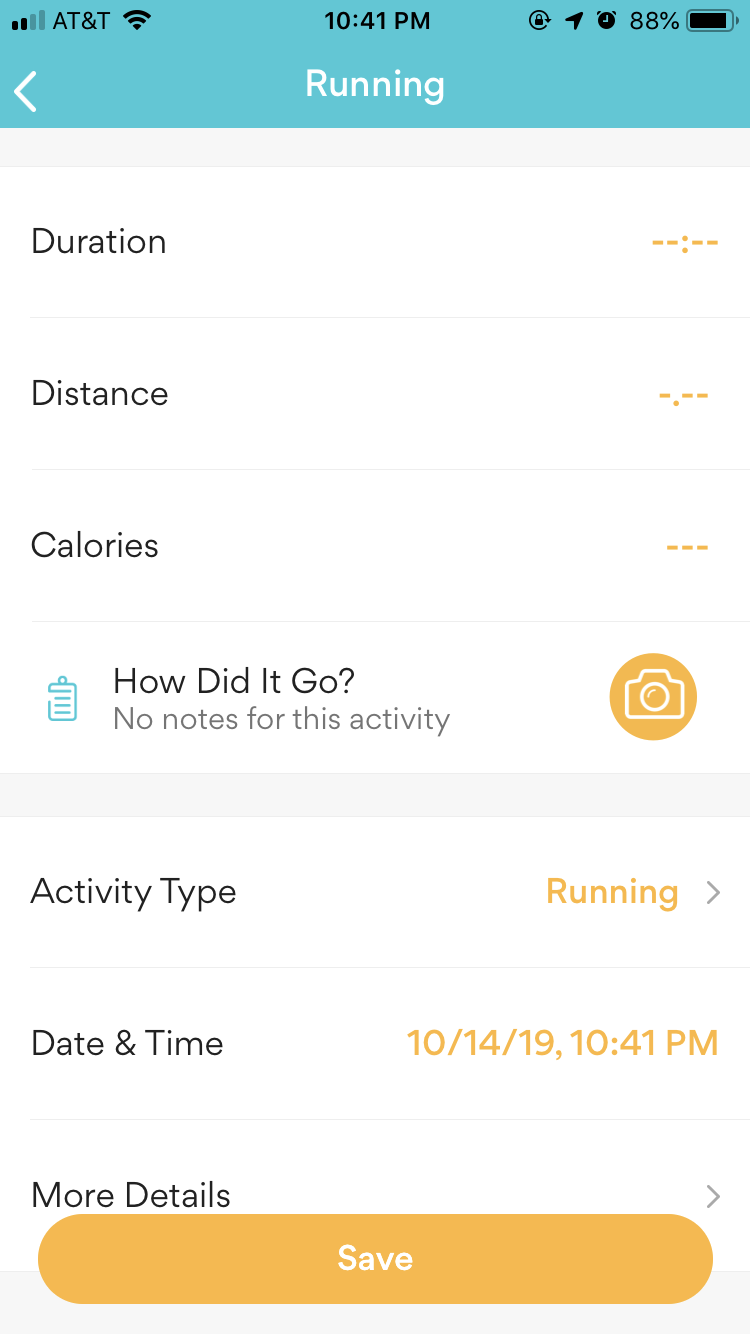 AT&T 10:41 PM 88%
Running
Duration --:--
Distance -.--
Calories ---
How Did It Go?
No notes for this activity
Activity Type Running
Date & Time 10/14/19, 10:41 PM
More Details
Save